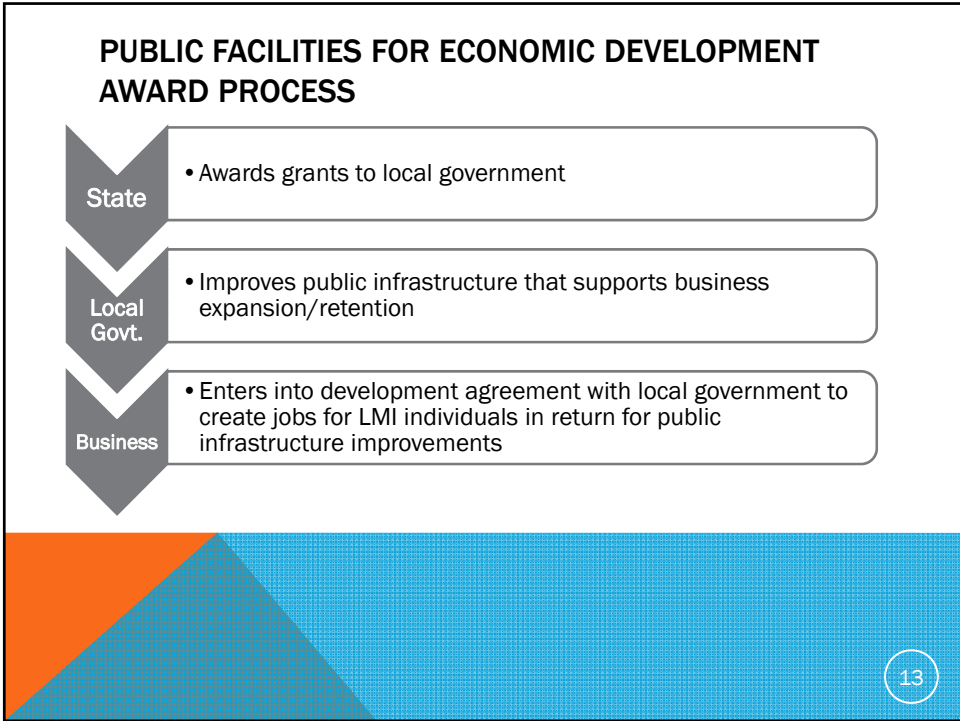 PUBLIC FACILITIES FOR ECONOMIC DEVELOPMENT
AWARD PROCESS
State
• Awards grants to local government
Local
Govt.
• Improves public infrastructure that supports business
expansion/retention
Business
• Enters into development agreement with local government to
create jobs for LMI individuals in return for public
infrastructure improvements
13